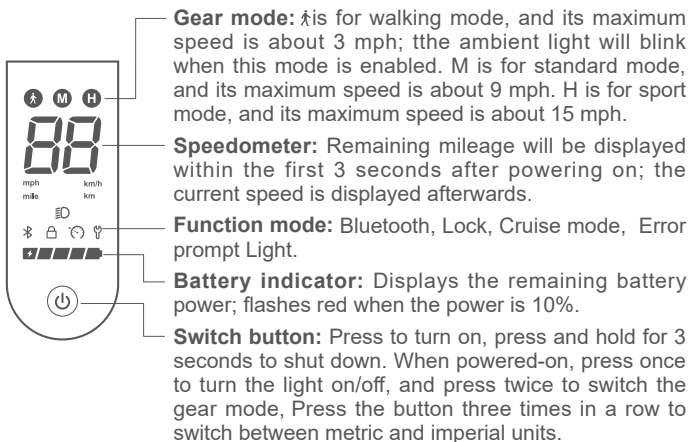 Gear mode: is for walking mode, and its maximum
speed is about 3 mph; tthe ambient light will blink
when this mode is enabled. M is for standard mode,
and its maximum speed is about 9 mph. H is for sport
mode, and its maximum speed is about 15 mph.
M H
88
mph km/h
mile km
Speedometer: Remaining mileage will be displayed
within the first 3 seconds after powering on; the
current speed is displayed afterwards.
Function mode: Bluetooth, Lock, Cruise mode, Error
prompt Light.
Battery indicator: Displays the remaining battery
power; flashes red when the power is 10%.
Switch button: Press to turn on, press and hold for 3
seconds to shut down. When powered-on, press once
to turn the light on/off, and press twice to switch the
gear mode, Press the button three times in a row to
switch between metric and imperial units.